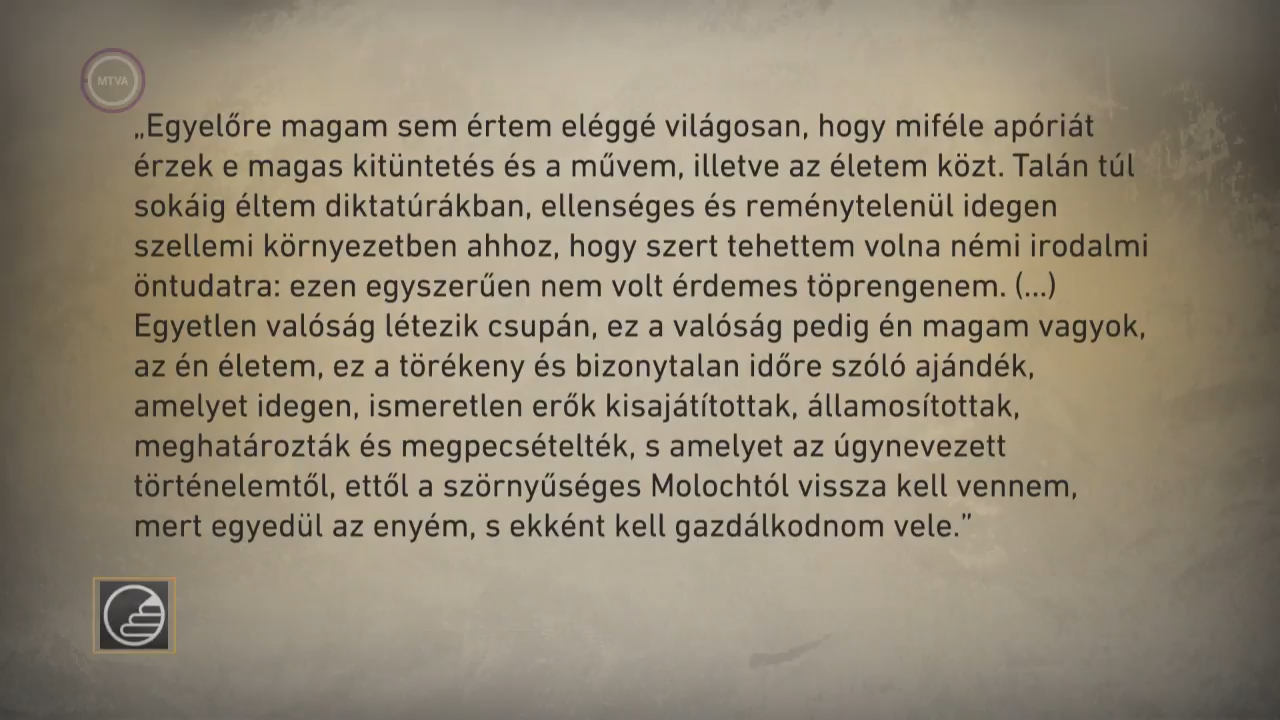 MTVA
„Egyelőre magam sem értem eléggé világosan, hogy miféle apóriát
érzek e magas kitüntetés és a művem, illetve az életem közt. Talán túl
sokáig éltem diktatúrákban, ellenséges és reménytelenül idegen
szellemi környezetben ahhoz, hogy szert tehettem volna némi irodalmi
öntudatra: ezen egyszerűen nem volt érdemes töprengenem. (...)
Egyetlen valóság létezik csupán, ez a valóság pedig én magam vagyok,
az én életem, ez a törékeny és bizonytalan időre szóló ajándék,
amelyet idegen, ismeretlen erők kisajátítottak, államosítottak,
meghatározták és megpecsételték, s amelyet az úgynevezett
történelemtől, ettől a szörnyűséges Molochtól vissza kell vennem,
mert egyedül az enyém, s ekként kell gazdálkodnom vele.”